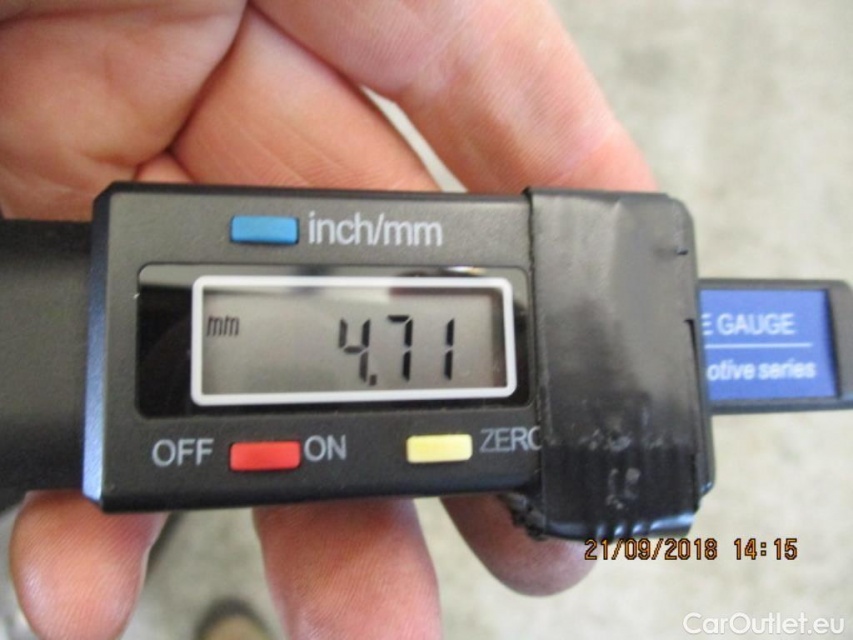 inch/mm
mm
4.71
OFF ON ZERO
E GAUGE
otive series
21/09/2018 14:15
CarOutlet.eu